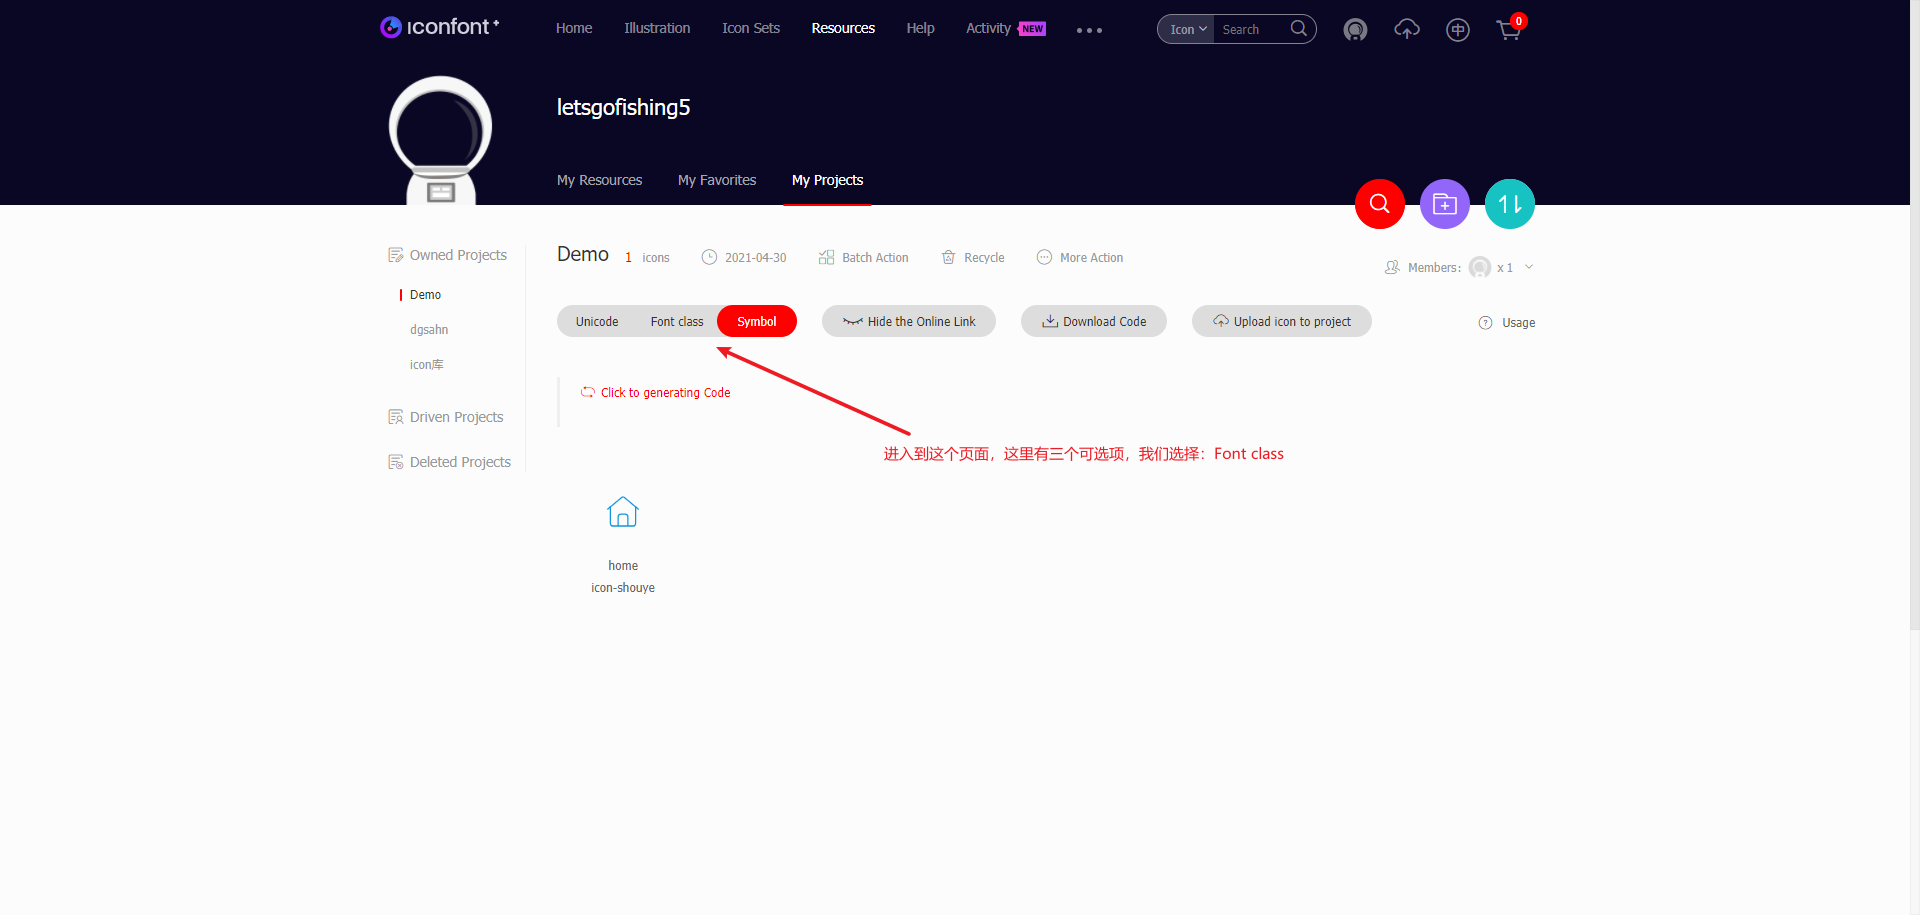 iconfont+
Home Illustration Icon Sets Resources Help Activity NEW Icon Search 中 0
letsgofishing5
My Resources My Favorites My Projects
Owned Projects
Demo
dgsahn
icon库
Driven Projects
Deleted Projects
Demo 1 icons 2021-04-30 Batch Action Recycle More Action
Members: x 1
Unicode Font class Symbol Hide the Online Link Download Code Upload icon to project ? Usage
Click to generating Code
进入到这个页面，这里有三个可选项，我们选择：Font class
home
icon-shouye